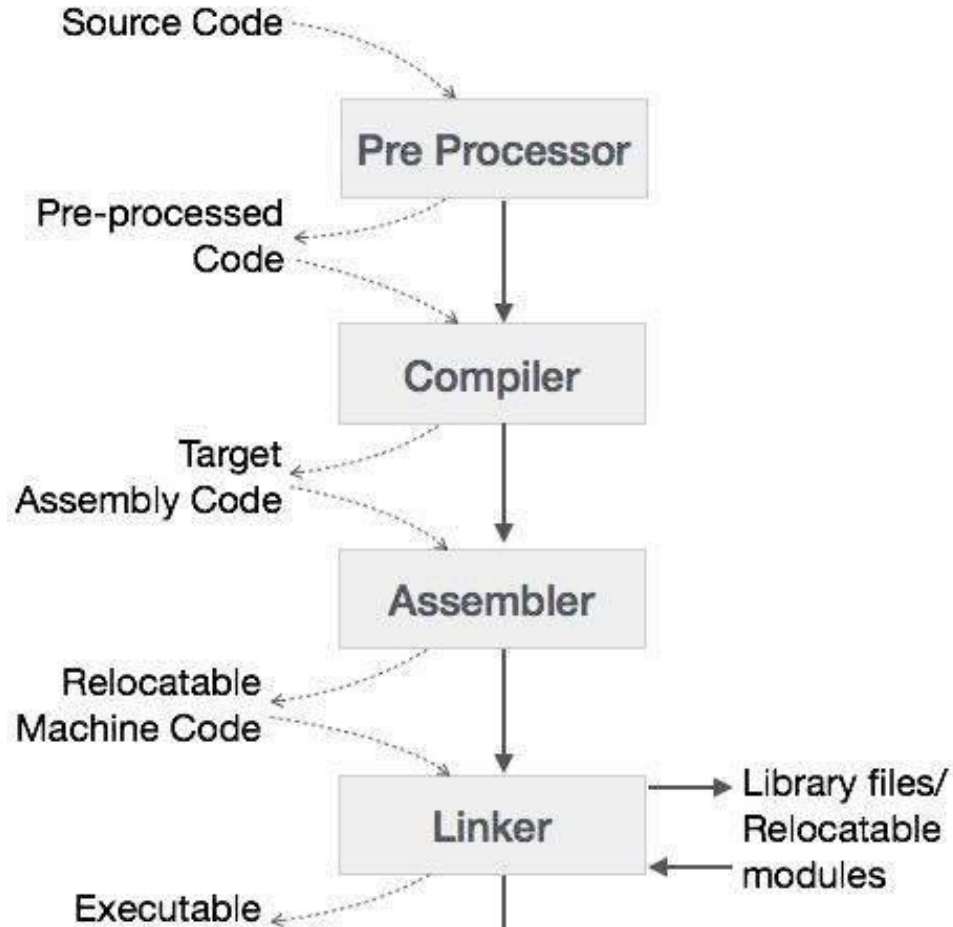 Source Code
Pre Processor
Pre-processed
Code
Compiler
Target
Assembly Code
Assembler
Relocatable
Machine Code
Linker
Library files/
Relocatable
modules
Executable